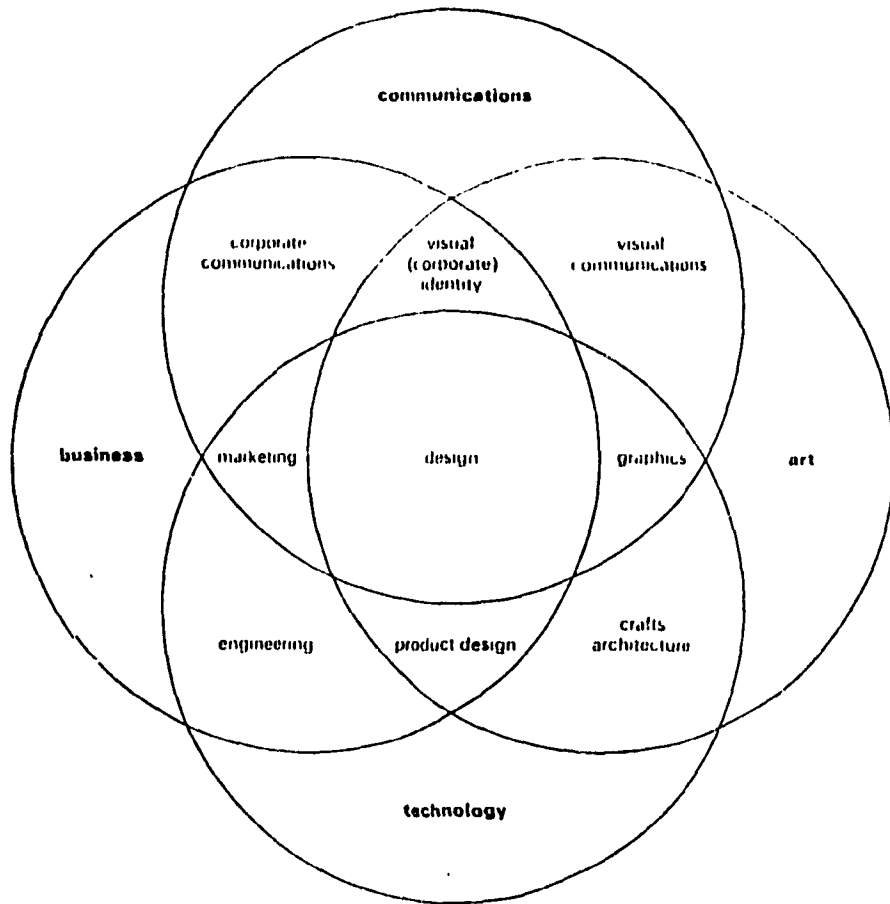 communications
corporate
communications
visual
(corporate)
identity
visual
communications
business
marketing
design
graphics
art
engineering
product design
crafts
architecture
technology